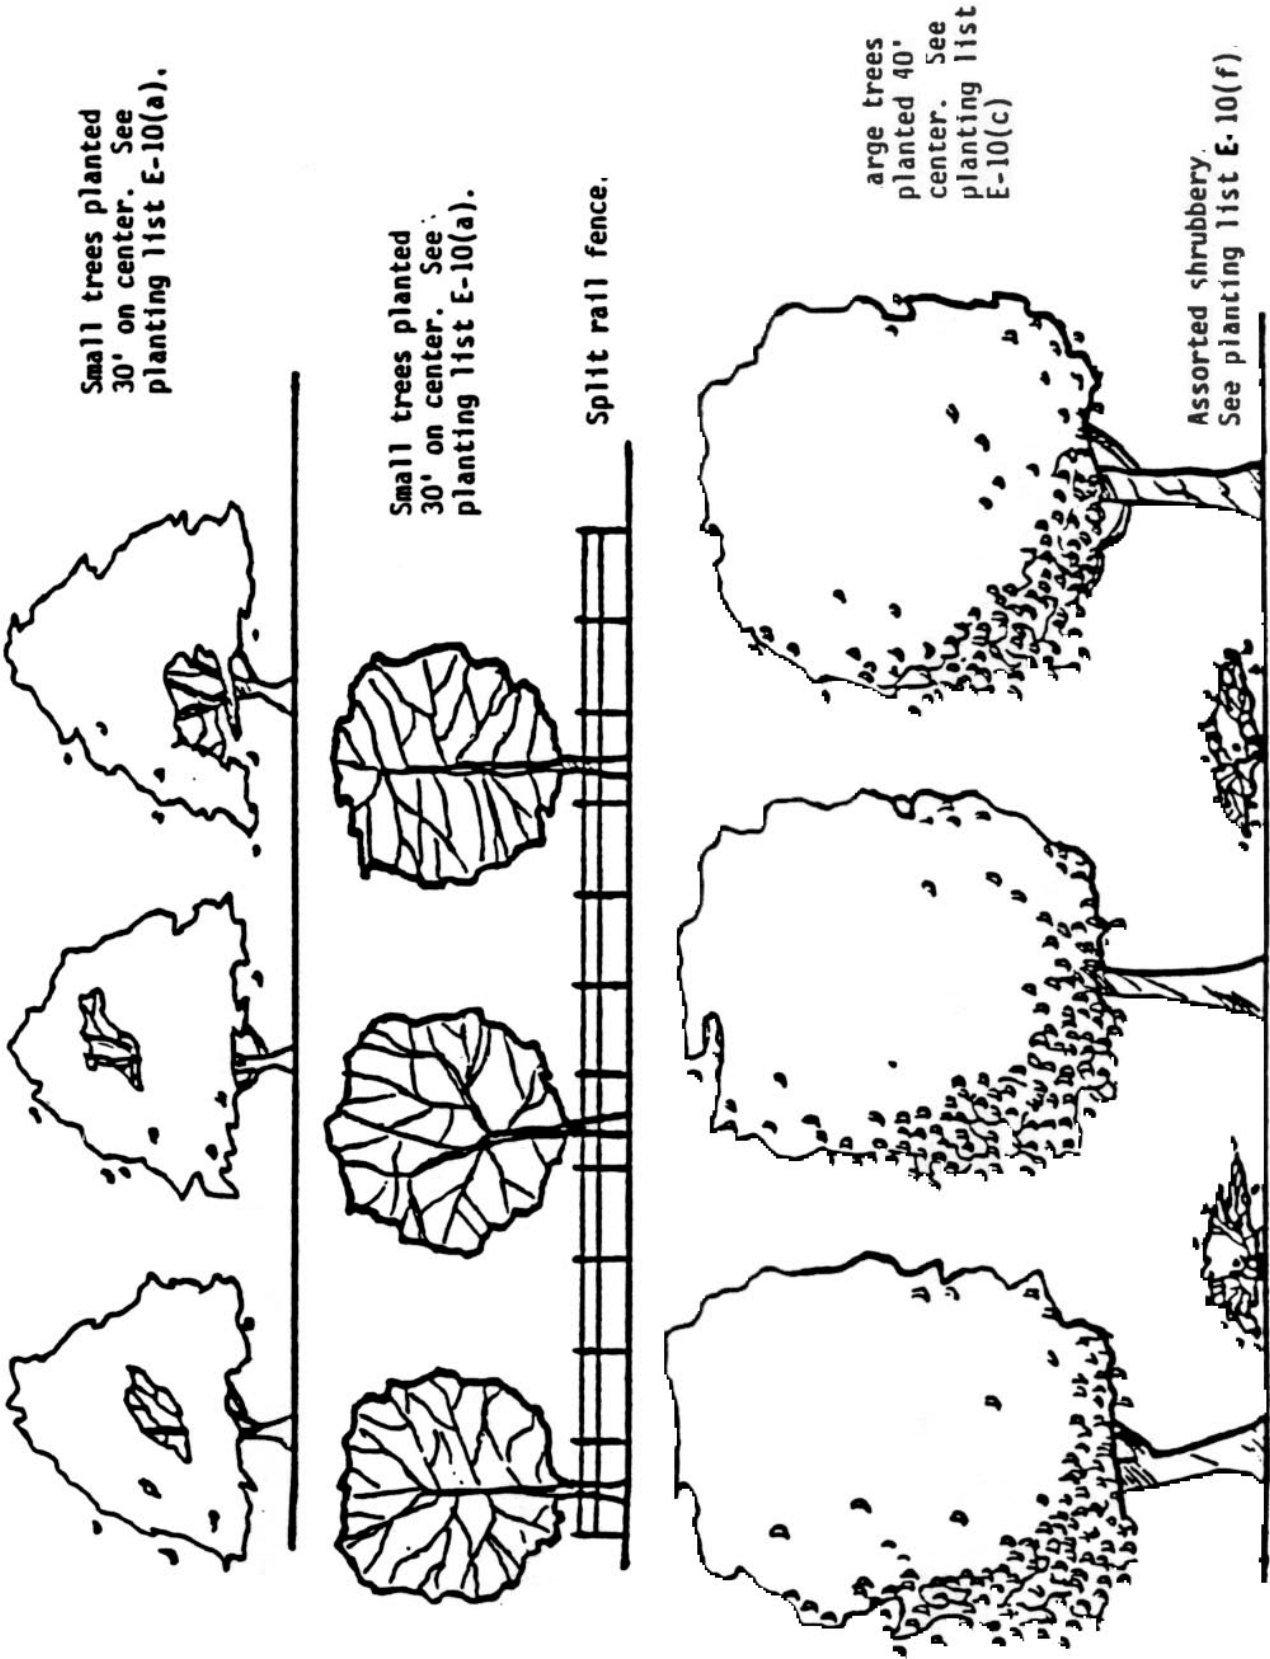 Small trees planted
30' on center. See
planting list E-10(a).
Small trees planted
30' on center. See
planting list E-10(a).
Split rail fence.
arge trees
planted 40'
center. See
planting list
E-10(c)
Assorted shrubbery.
See planting list E-10(f).